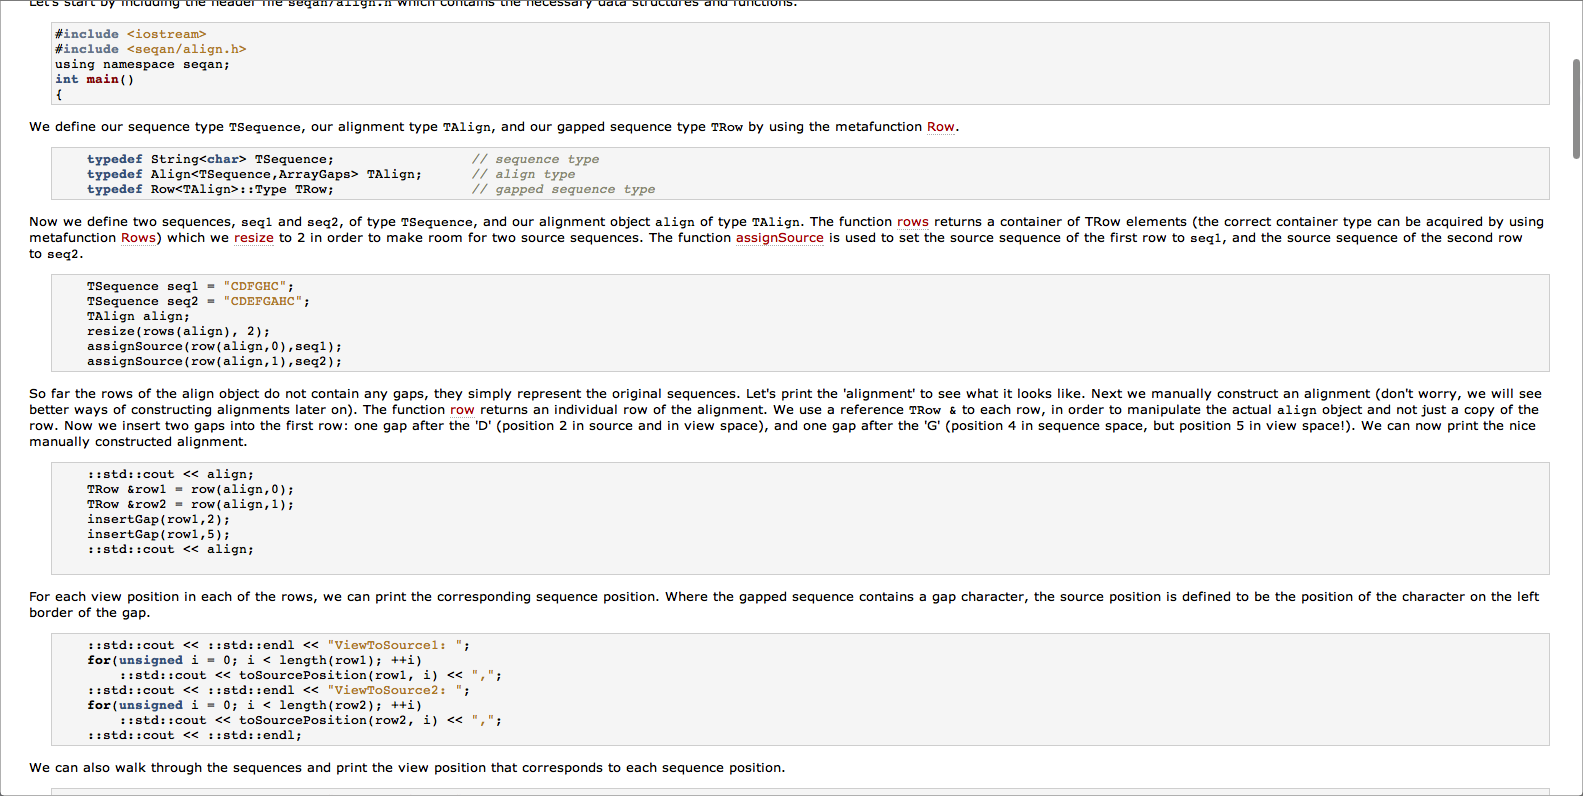 Let's start by including the header file seqan/align.h which contains the necessary data structures and functions.
#include <iostream>
#include <seqan/align.h>
using namespace seqan;
int main()
{
We define our sequence type TSequence, our alignment type TAlign, and our gapped sequence type TRow by using the metafunction Row.
typedef String<char> TSequence; // sequence type
typedef Align<TSequence,ArrayGaps> TAlign; // align type
typedef Row<TAlign>::Type TRow; // gapped sequence type
Now we define two sequences, seq1 and seq2, of type TSequence, and our alignment object align of type TAlign. The function rows returns a container of TRow elements (the correct container type can be acquired by using
metafunction Rows) which we resize to 2 in order to make room for two source sequences. The function assignSource is used to set the source sequence of the first row to seq1, and the source sequence of the second row
to seq2.
TSequence seq1 = "CDFGHC";
TSequence seq2 = "CDEFGAHC";
TAlign align;
resize(rows(align), 2);
assignSource(row(align,0),seq1);
assignSource(row(align,1),seq2);
So far the rows of the align object do not contain any gaps, they simply represent the original sequences. Let's print the 'alignment' to see what it looks like. Next we manually construct an alignment (don't worry, we will see
better ways of constructing alignments later on). The function row returns an individual row of the alignment. We use a reference TRow & to each row, in order to manipulate the actual align object and not just a copy of the
row. Now we insert two gaps into the first row: one gap after the 'D' (position 2 in source and in view space), and one gap after the 'G' (position 4 in sequence space, but position 5 in view space!). We can now print the nice
manually constructed alignment.
::std::cout << align;
TRow &row1 = row(align,0);
TRow &row2 = row(align,1);
insertGap(row1,2);
insertGap(row1,5);
::std::cout << align;
For each view position in each of the rows, we can print the corresponding sequence position. Where the gapped sequence contains a gap character, the source position is defined to be the position of the character on the left
border of the gap.
::std::cout << ::std::endl << "ViewToSource1: ";
for(unsigned i = 0; i < length(row1); ++i)
::std::cout << toSourcePosition(row1, i) << ",";
::std::cout << ::std::endl << "ViewToSource2: ";
for(unsigned i = 0; i < length(row2); ++i)
::std::cout << toSourcePosition(row2, i) << ",";
::std::cout << ::std::endl;
We can also walk through the sequences and print the view position that corresponds to each sequence position.